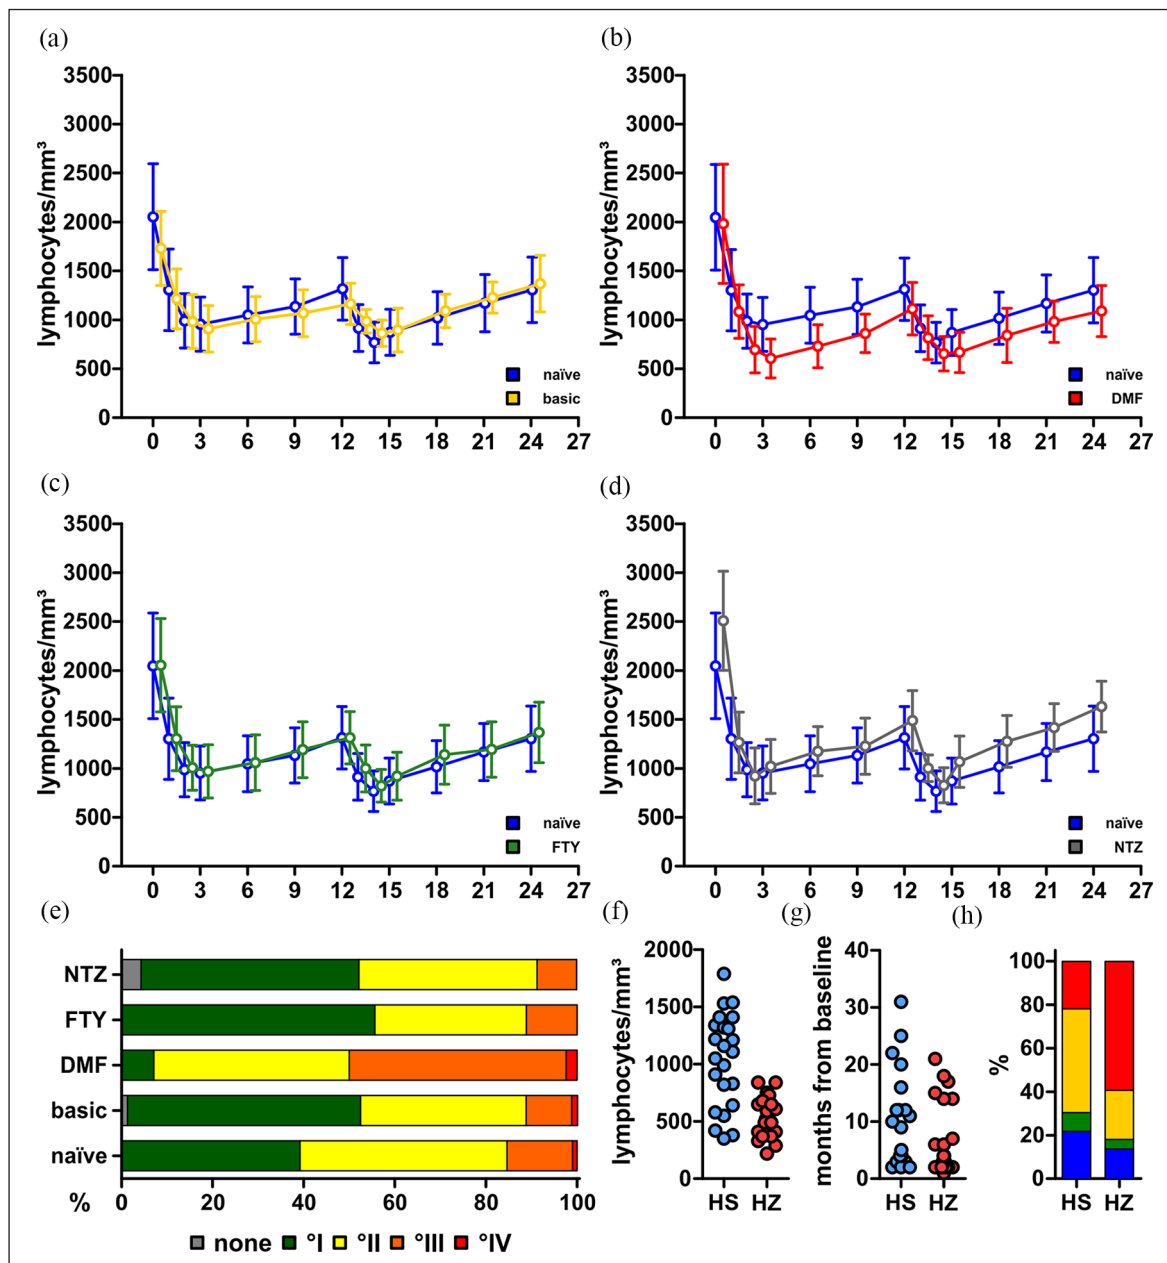 (a)
lymphocytes/mm³
3500
3000
2500
2000
1500
1000
500
0
0 3 6 9 12 15 18 21 24 27
naïve
basic
(b)
lymphocytes/mm³
3500
3000
2500
2000
1500
1000
500
0
0 3 6 9 12 15 18 21 24 27
naïve
DMF
(c)
lymphocytes/mm³
3500
3000
2500
2000
1500
1000
500
0
0 3 6 9 12 15 18 21 24 27
naïve
FTY
(d)
lymphocytes/mm³
3500
3000
2500
2000
1500
1000
500
0
0 3 6 9 12 15 18 21 24 27
naïve
NTZ
(e)
NTZ
FTY
DMF
basic
naïve
% 0 20 40 60 80 100
none °I °II °III °IV
(f)
lymphocytes/mm³
2000
1500
1000
500
0
HS HZ
(g)
months from baseline
40
30
20
10
0
HS HZ
(h)
%
100
80
60
40
20
0
HS HZ